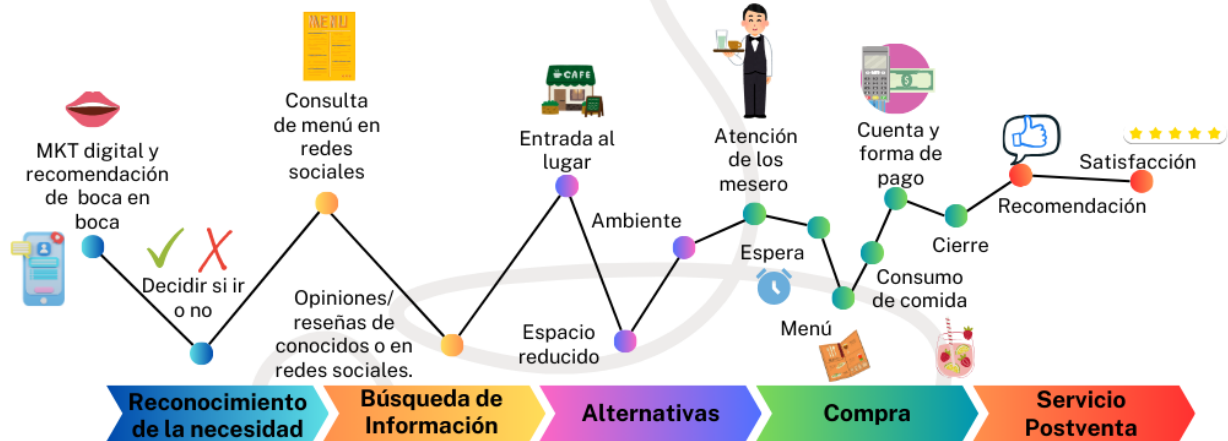 MENU
Consulta
de menú en
redes
sociales
MKT digital y
recomendación
de boca en
boca
Decidir si ir
o no
Opiniones/
reseñas de
conocidos o en
redes sociales.
CAFE
Entrada al
lugar
Espacio
reducido
Ambiente
Atención
de los
mesero
Espera
Menú
Cuenta y
forma de
pago
Consumo
de comida
Cierre
Recomendación
Satisfacción
Reconocimiento
de la necesidad
Búsqueda de
Información
Alternativas
Compra
Servicio
Postventa